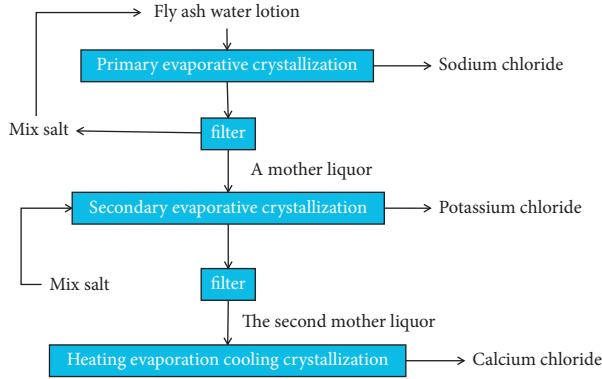 Fly ash water lotion
Primary evaporative crystallization
Sodium chloride
Mix salt
filter
A mother liquor
Secondary evaporative crystallization
Potassium chloride
Mix salt
filter
The second mother liquor
Heating evaporation cooling crystallization
Calcium chloride